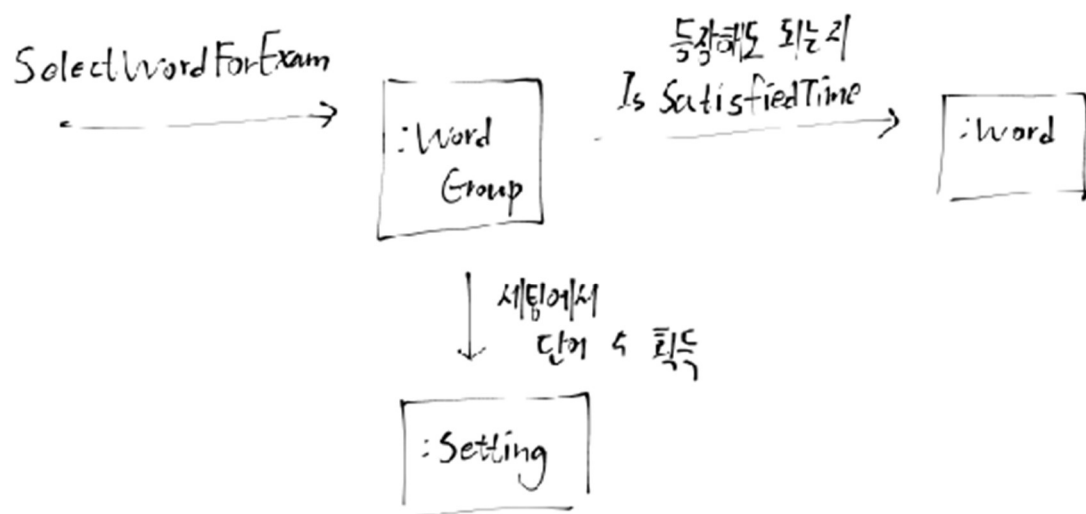 SelectWordForExam
:Word
Group
등장해도 되는지
Is SatisfiedTime
:Word
세팅에서
단어 수 획득
:Setting